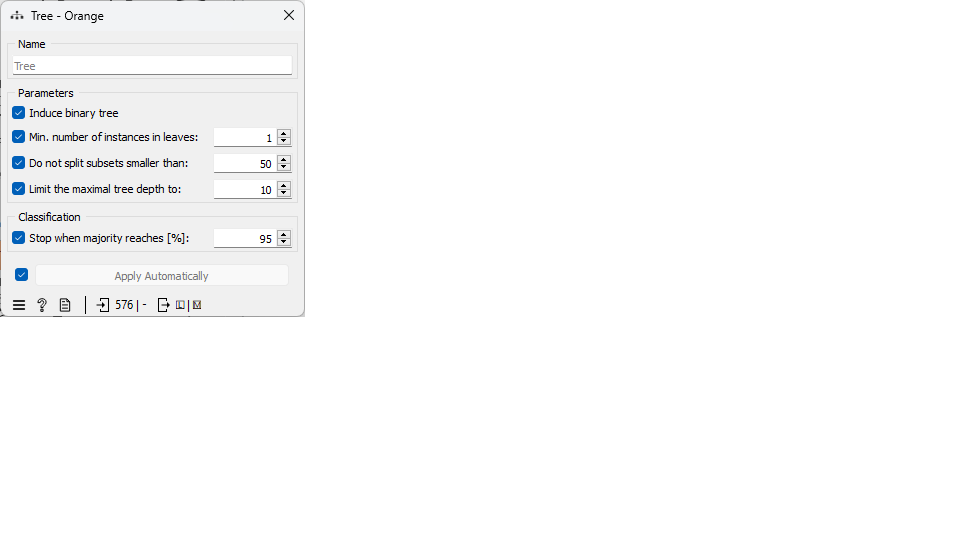 Tree - Orange
Name
Tree
Parameters
Induce binary tree
Min. number of instances in leaves: 1
Do not split subsets smaller than: 50
Limit the maximal tree depth to: 10
Classification
Stop when majority reaches [%]: 95
Apply Automatically
? 576 | - L | M